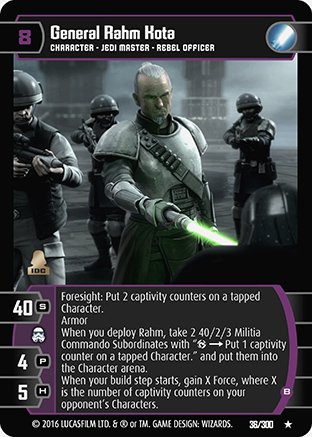 8
General Rahm Kota
CHARACTER - JEDI MASTER - REBEL OFFICER
IDC
40 S
4 P
5 H
Foresight: Put 2 captivity counters on a tapped
Character.
Armor
When you deploy Rahm, take 2 40/2/3 Militia
Commando Subordinates with “ → Put 1 captivity
counter on a tapped Character.” and put them into
the Character arena.
When your build step starts, gain X Force, where X
is the number of captivity counters on your
opponent's Characters.
B
© 2016 LUCASFILM LTD. & ® OR TM. GAME DESIGN: WIZARDS. 38/300 ★